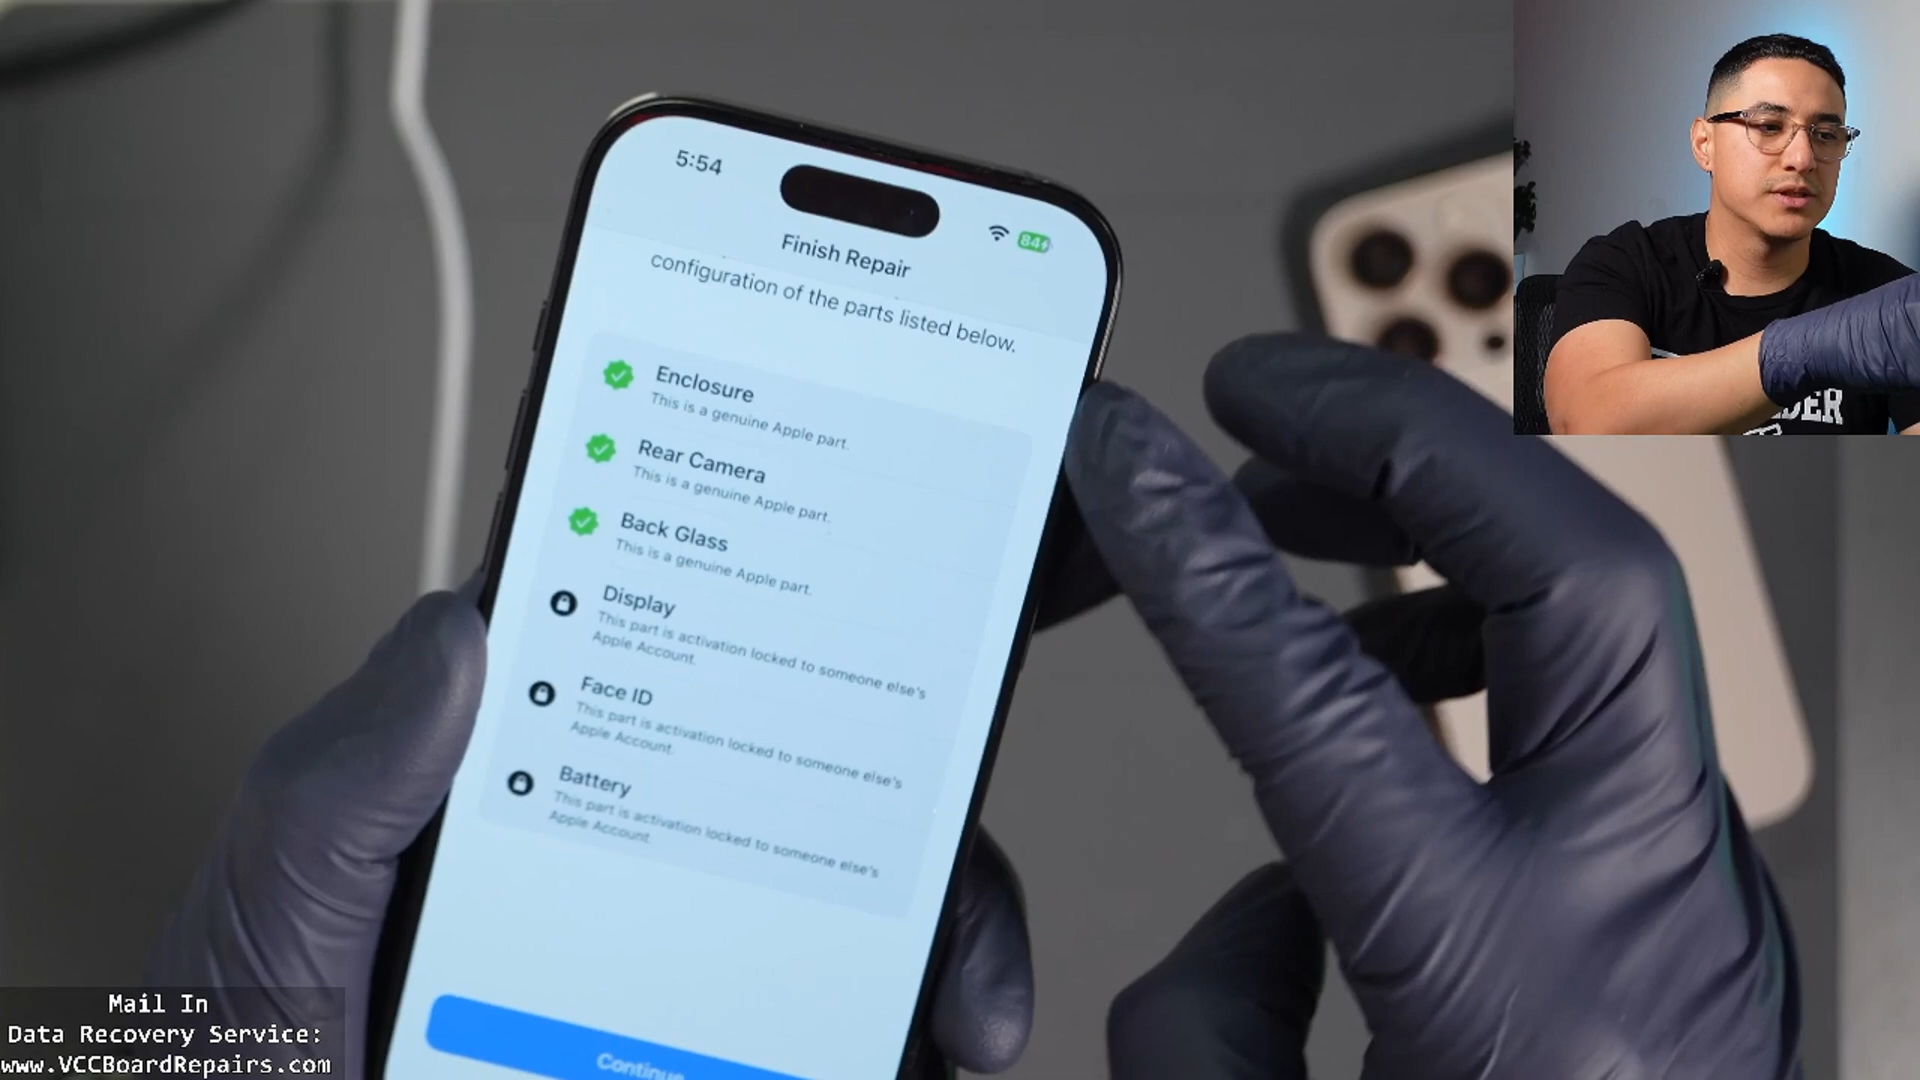 5:54
84
Finish Repair
configuration of the parts listed below.
Enclosure
This is a genuine Apple part.
Rear Camera
This is a genuine Apple part.
Back Glass
This is a genuine Apple part.
Display
This part is activation locked to someone else's
Apple Account.
Face ID
This part is activation locked to someone else's
Apple Account.
Battery
This part is activation locked to someone else's
Apple Account.
Continue
Mail In
Data Recovery Service:
www.VCCBoardRepairs.com